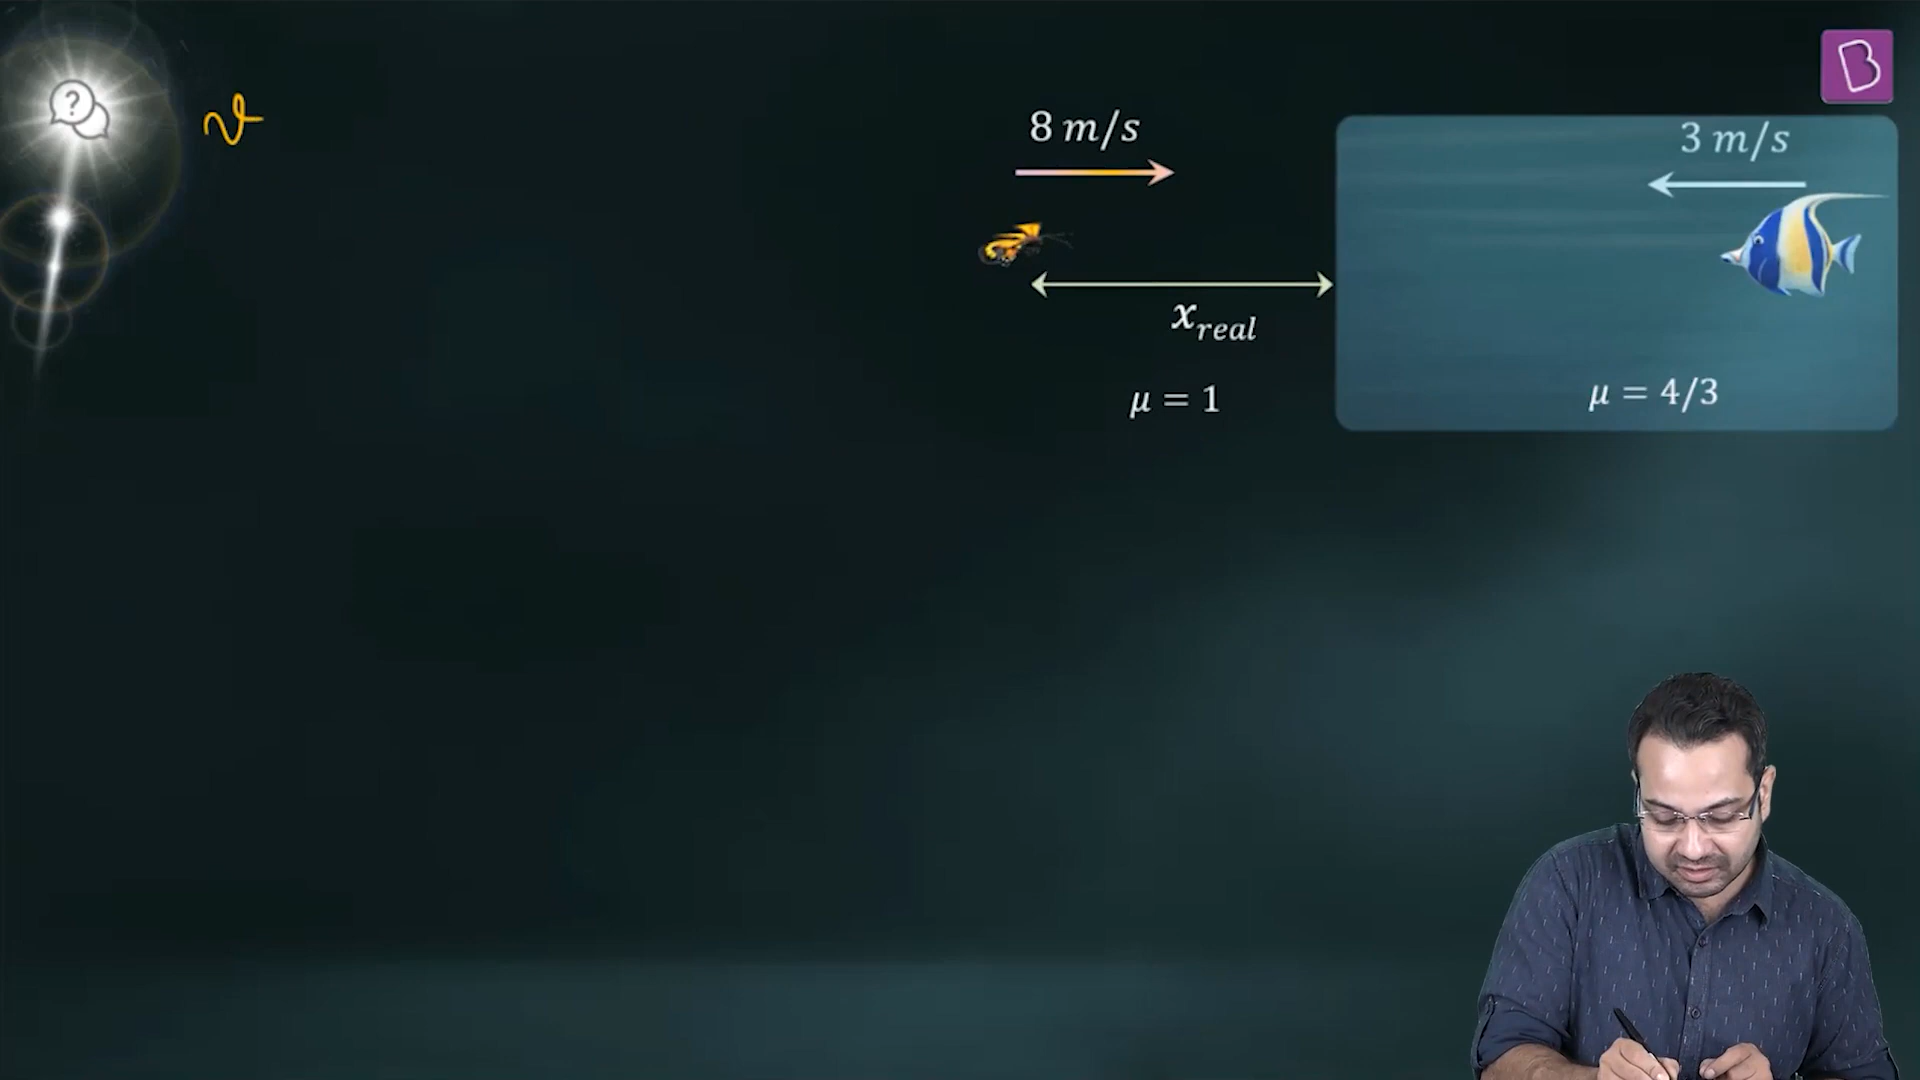 ?
v
8 m/s
3 m/s
x_real
μ = 1
μ = 4/3
B